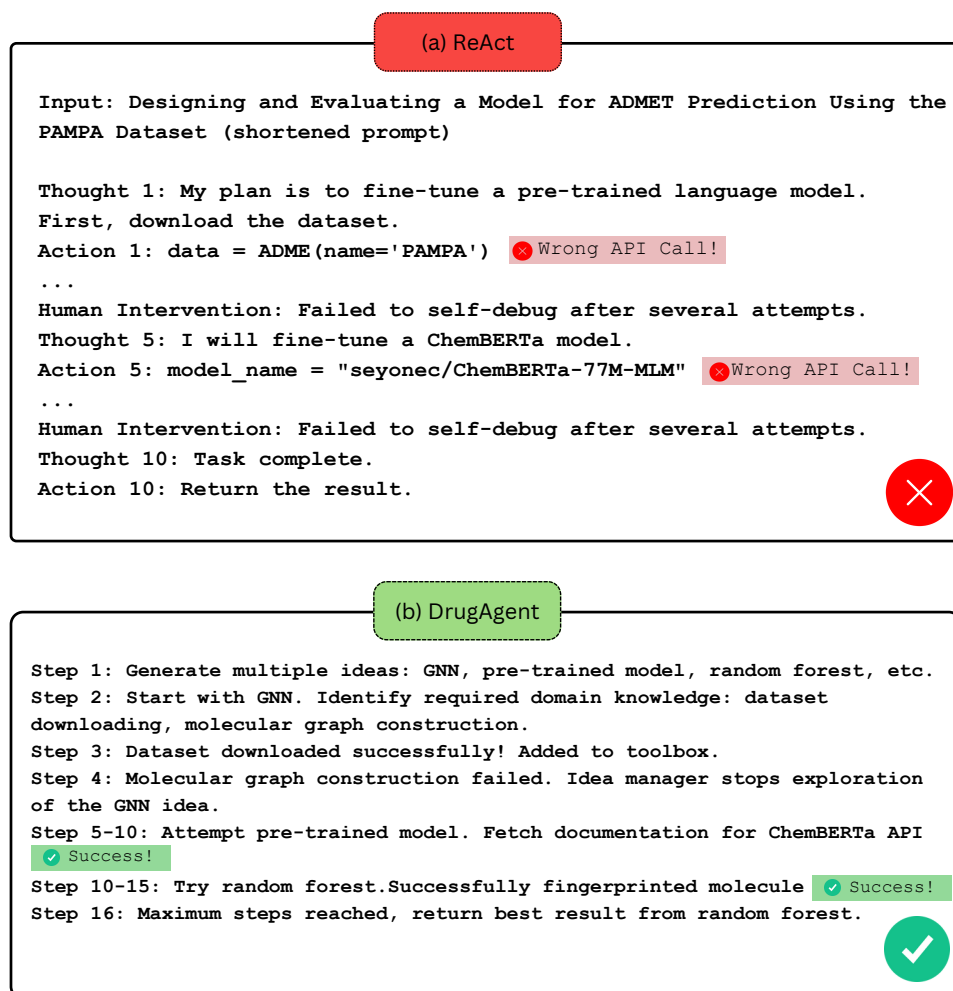 (a) ReAct
Input: Designing and Evaluating a Model for ADMET Prediction Using the
PAMPA Dataset (shortened prompt)
Thought 1: My plan is to fine-tune a pre-trained language model.
First, download the dataset.
Action 1: data = ADME(name='PAMPA') Wrong API Call!
...
Human Intervention: Failed to self-debug after several attempts.
Thought 5: I will fine-tune a ChemBERTa model.
Action 5: model_name = "seyonec/ChemBERTa-77M-MLM" Wrong API Call!
...
Human Intervention: Failed to self-debug after several attempts.
Thought 10: Task complete.
Action 10: Return the result.
(b) DrugAgent
Step 1: Generate multiple ideas: GNN, pre-trained model, random forest, etc.
Step 2: Start with GNN. Identify required domain knowledge: dataset
downloading, molecular graph construction.
Step 3: Dataset downloaded successfully! Added to toolbox.
Step 4: Molecular graph construction failed. Idea manager stops exploration
of the GNN idea.
Step 5-10: Attempt pre-trained model. Fetch documentation for ChemBERTa API
Success!
Step 10-15: Try random forest.Successfully fingerprinted molecule Success!
Step 16: Maximum steps reached, return best result from random forest.